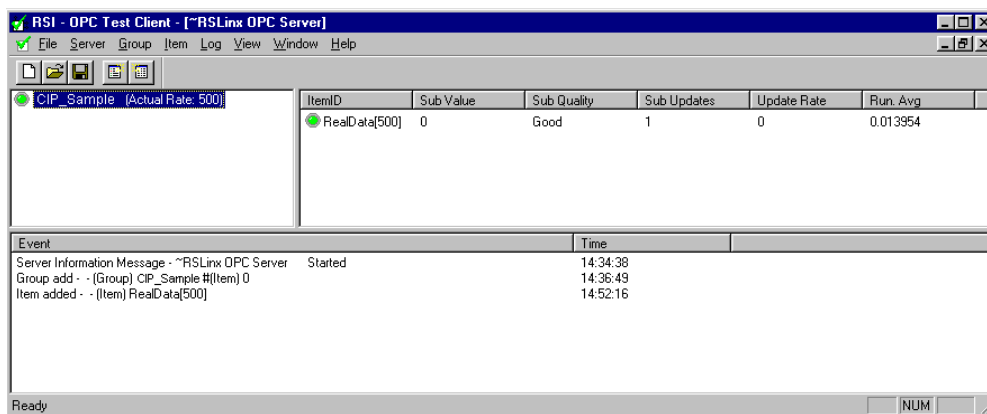 RSI - OPC Test Client - [~RSLinx OPC Server]
File Server Group Item Log View Window Help
CIP_Sample (Actual Rate: 500)
ItemID Sub Value Sub Quality Sub Updates Update Rate Run. Avg
RealData[500] 0 Good 1 0 0.013954
Event Time
Server Information Message - ~RSLinx OPC Server Started 14:34:38
Group add - - (Group) CIP_Sample #(Item) 0 14:36:49
Item added - - (Item) RealData[500] 14:52:16
Ready NUM